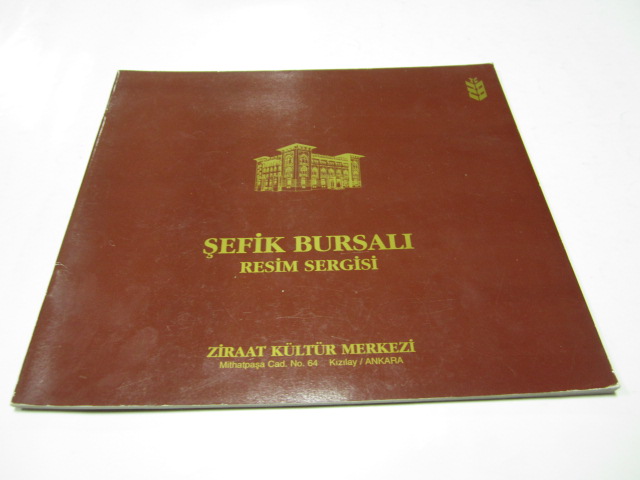 ŞEFİK BURSALI
RESİM SERGİSİ
ZİRAAT KÜLTÜR MERKEZİ
Mithatpaşa Cad. No. 64 Kızılay / ANKARA